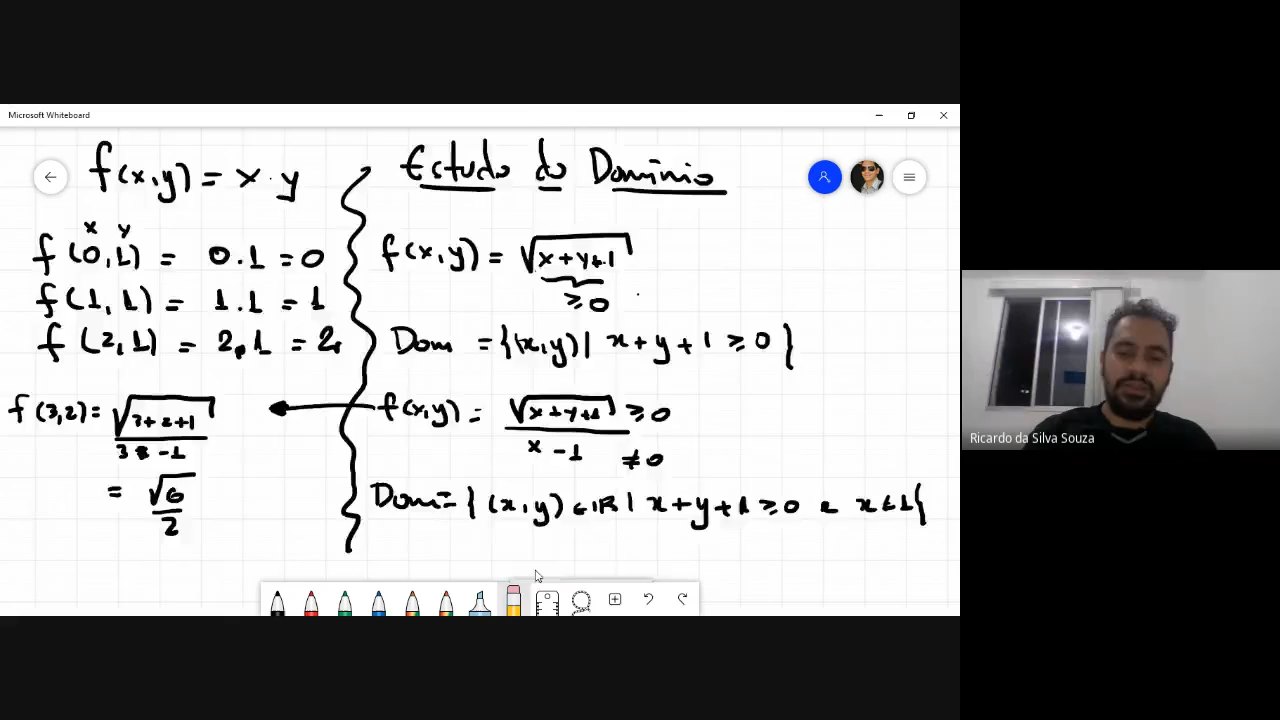 Microsoft Whiteboard
f(x,y) = x·y
x y
f(0,1) = 0.1 = 0
f(1,1) = 1.1 = 1
f(2,1) = 2.1 = 2
f(3,2) = √3+2+1
3 -1
= √6
2
Estudo do Domínio
f(x,y) = √x+y+1
≥0
Dom = {(x,y)| x+y+1≥0}
f(x,y) = √x+y+1 ≥0
x-1 ≠0
Dom = {(x,y) ∈ IR | x+y+1≥0 e x≠1}
Ricardo da Silva Souza